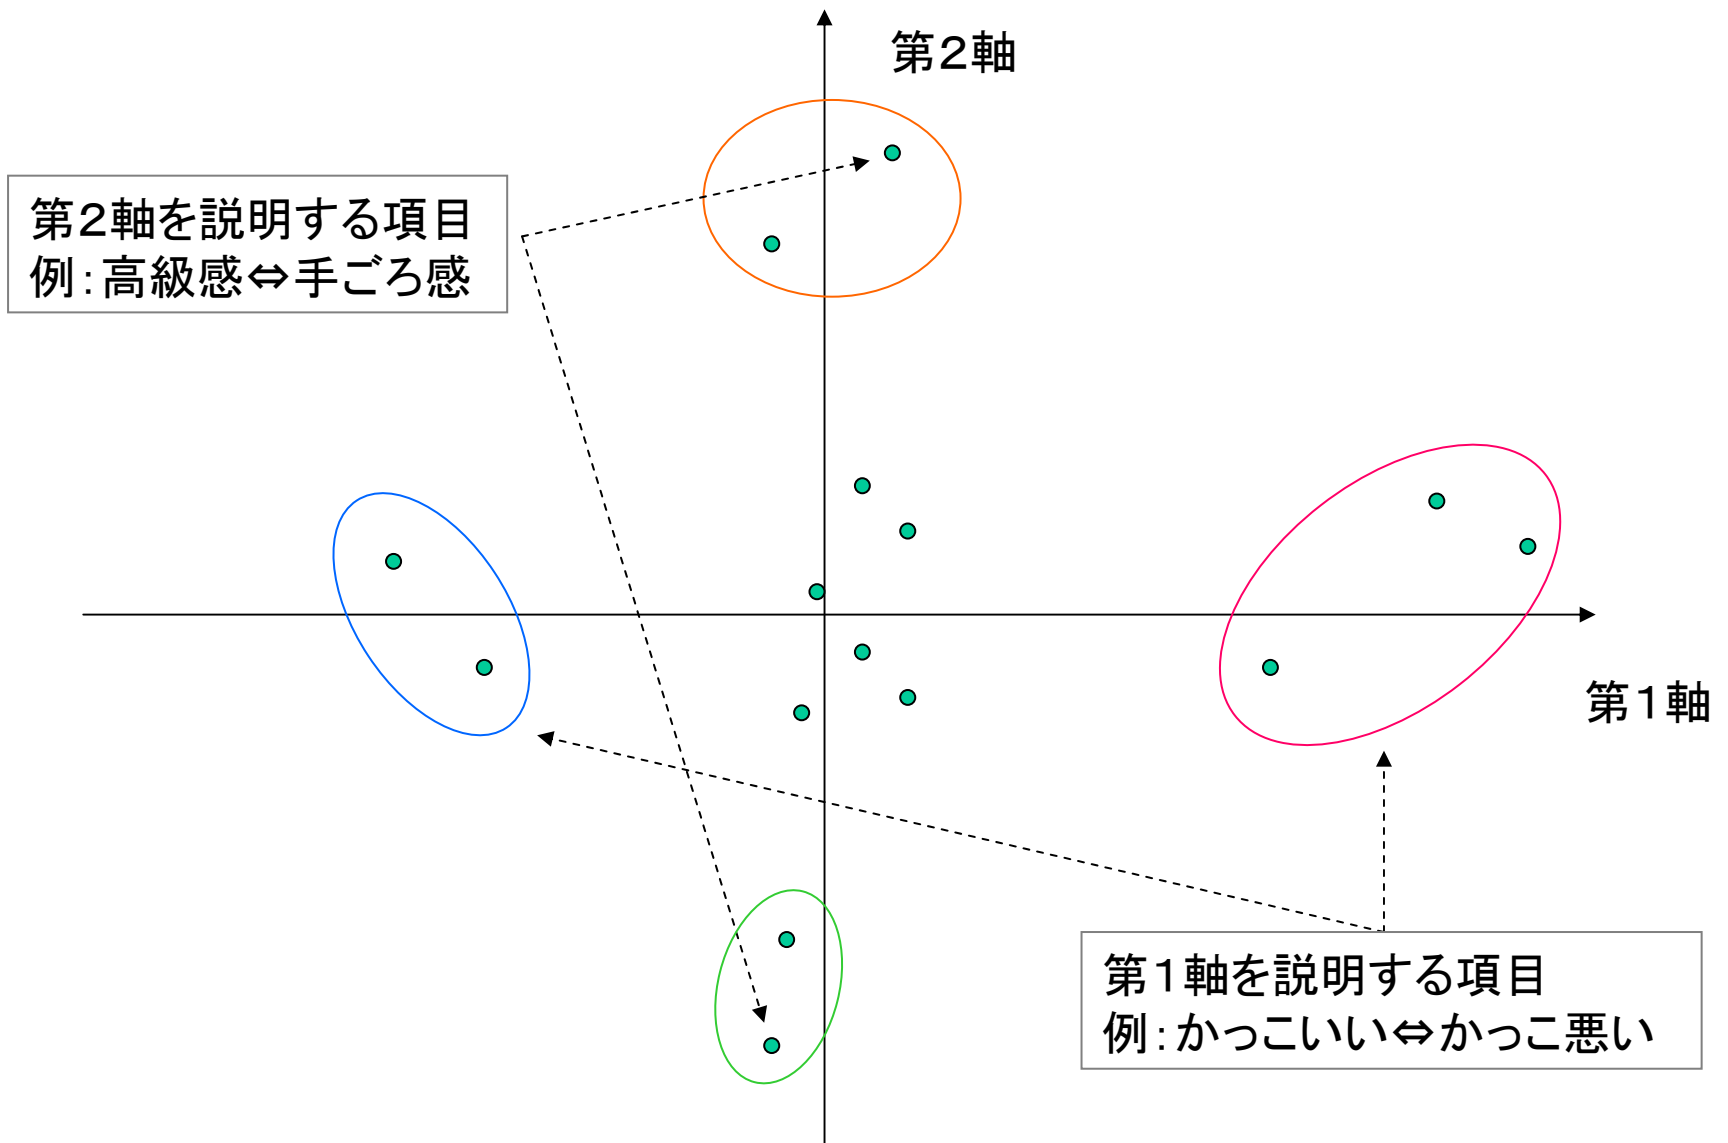 第２軸
第２軸を説明する項目
例：高級感⇔手ごろ感
第１軸
第１軸を説明する項目
例：かっこいい⇔かっこ悪い